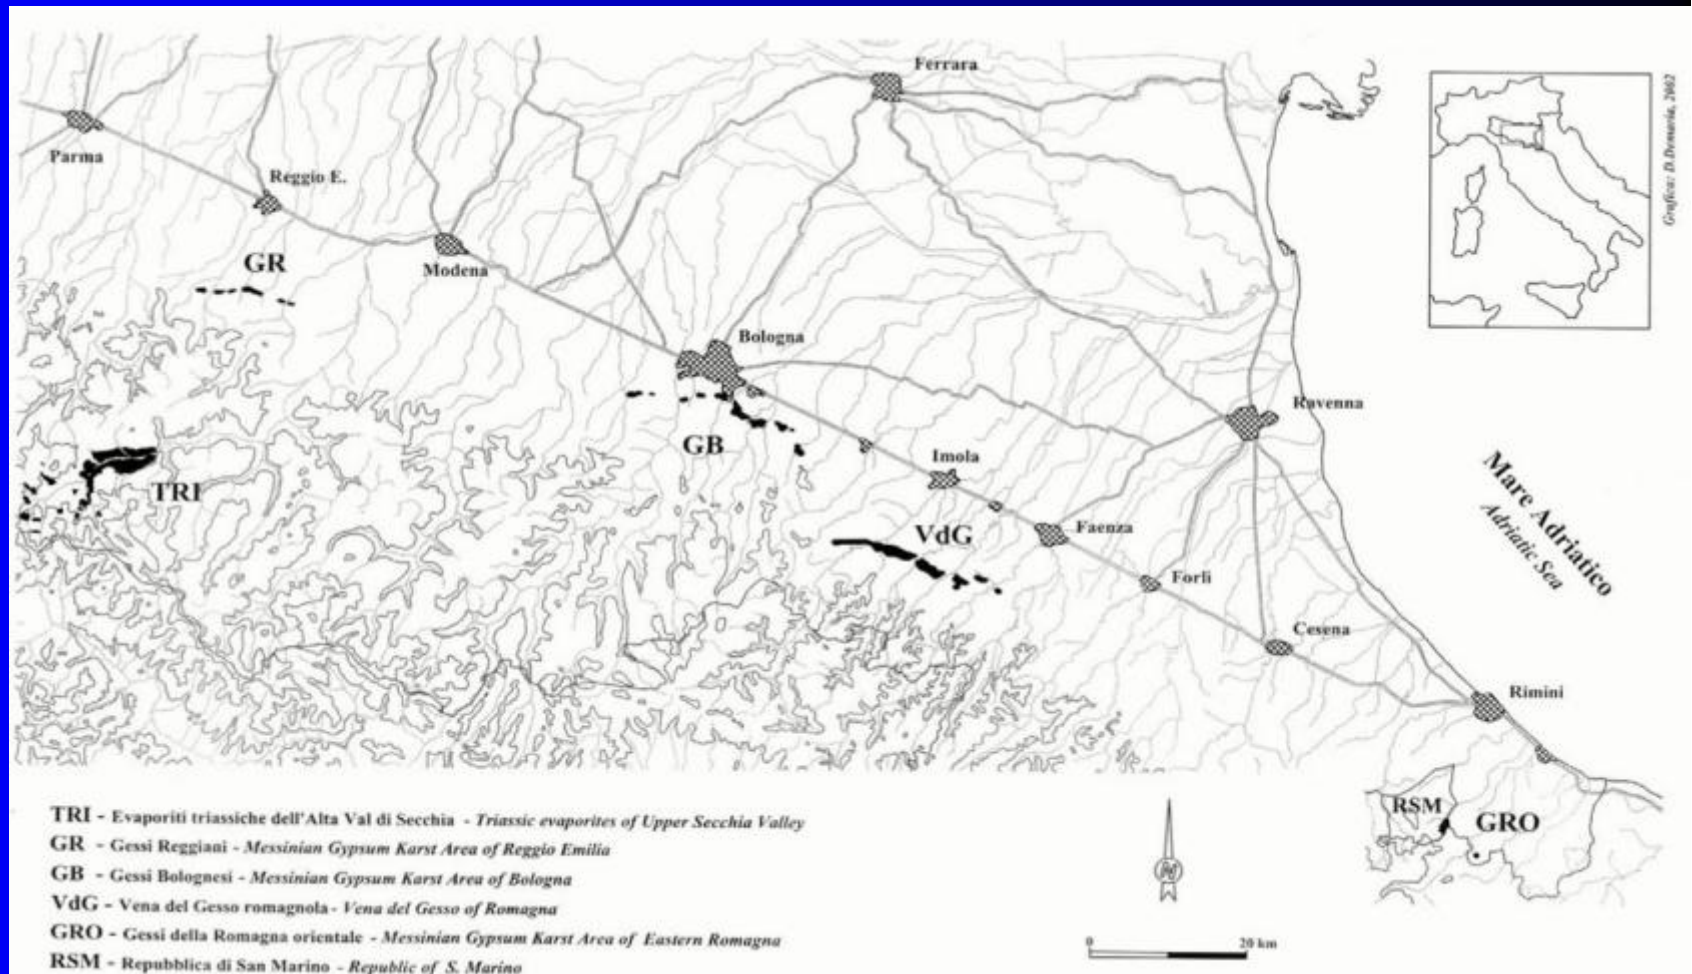 Ferrara
Parma
Reggio E.
GR
Modena
Bologna
GB
TRI
Imola
VdG
Faenza
Forlì
Ravenna
Cesena
Rimini
Mare Adriatico
Adriatic Sea
Grafica: D.Demaria, 2002
RSM
GRO
N
0 20 km
TRI - Evaporiti triassiche dell'Alta Val di Secchia - Triassic evaporites of Upper Secchia Valley
GR - Gessi Reggiani - Messinian Gypsum Karst Area of Reggio Emilia
GB - Gessi Bolognesi - Messinian Gypsum Karst Area of Bologna
VdG - Vena del Gesso romagnola - Vena del Gesso of Romagna
GRO - Gessi della Romagna orientale - Messinian Gypsum Karst Area of Eastern Romagna
RSM - Repubblica di San Marino - Republic of S. Marino